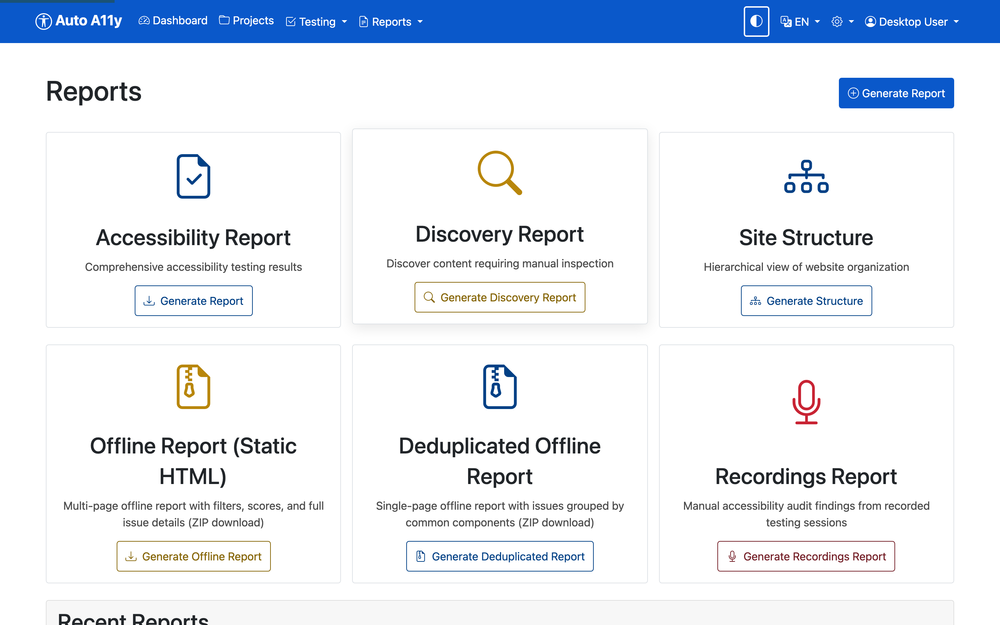 Auto A11y
Dashboard
Projects
Testing
Reports
EN
Desktop User
Reports
Generate Report
Accessibility Report
Comprehensive accessibility testing results
Generate Report
Discovery Report
Discover content requiring manual inspection
Generate Discovery Report
Site Structure
Hierarchical view of website organization
Generate Structure
Offline Report (Static
HTML)
Multi-page offline report with filters, scores, and full
issue details (ZIP download)
Generate Offline Report
Deduplicated Offline
Report
Single-page offline report with issues grouped by
common components (ZIP download)
Generate Deduplicated Report
Recordings Report
Manual accessibility audit findings from recorded
testing sessions
Generate Recordings Report
Recent Reports